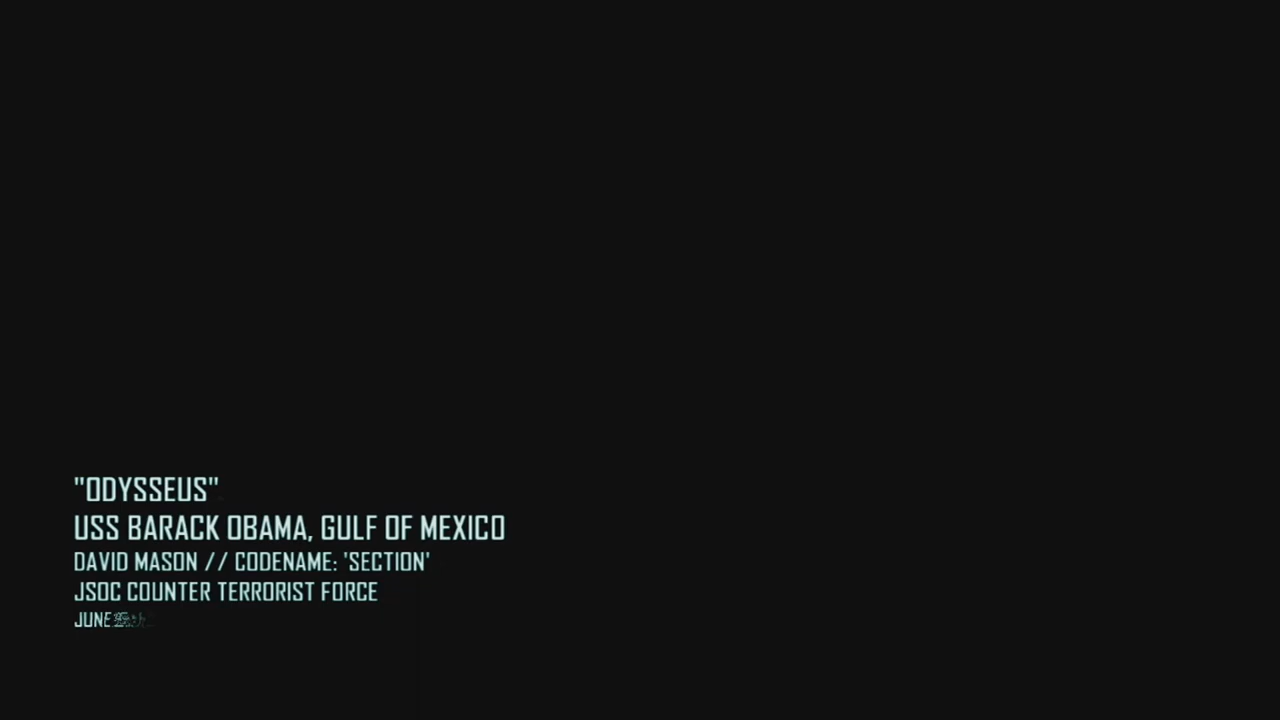 "ODYSSEUS"
USS BARACK OBAMA, GULF OF MEXICO
DAVID MASON // CODENAME: 'SECTION'
JSOC COUNTER TERRORIST FORCE
JUNE